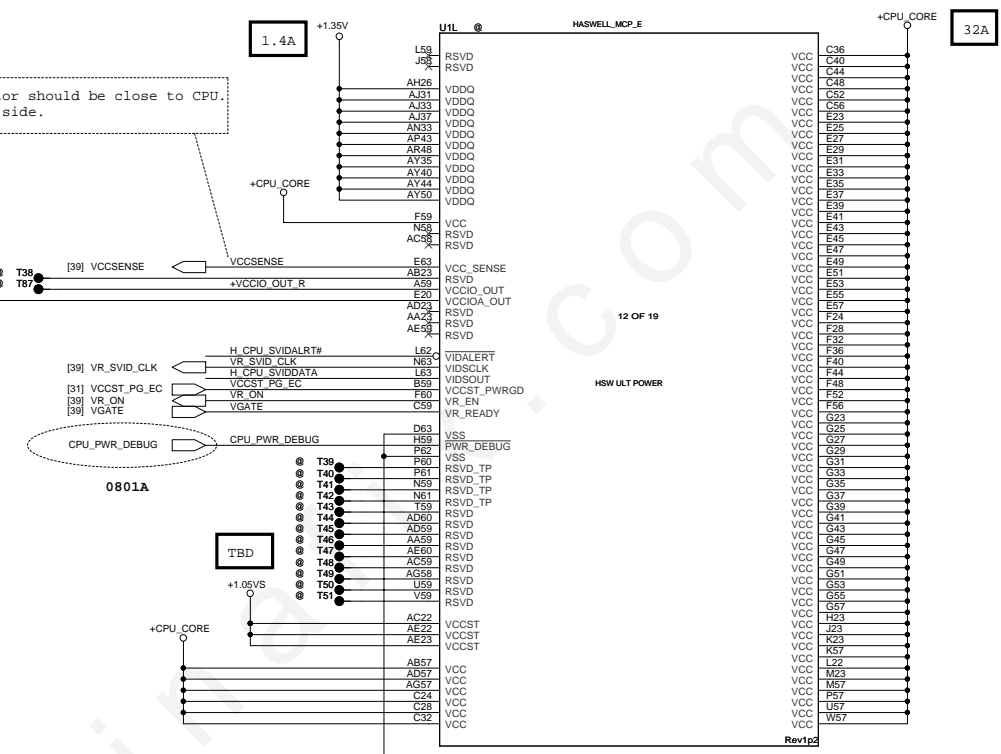 1.4A
+1.35V
U1L @
HASWELL_MCP_E
+CPU_CORE
32A
or should be close to CPU.
side.
L59 RSVD
J58 RSVD
AH26 VDDQ
AJ31 VDDQ
AJ33 VDDQ
AJ37 VDDQ
AN33 VDDQ
AP43 VDDQ
AR48 VDDQ
AY35 VDDQ
AY40 VDDQ
AY44 VDDQ
AY50 VDDQ
+CPU_CORE
F59 VCC
N58 RSVD
AC58 RSVD
[39] VCCSENSE VCCSENSE E63 VCC_SENSE
@ T38 AB23 RSVD
@ T87 +VCCIO_OUT_R A59 VCCIO_OUT
E20 VCCIOA_OUT
AD23 RSVD
AA23 RSVD
AE59 RSVD
H_CPU_SVIDALRT# L62 VIDALERT
[39] VR_SVID_CLK VR_SVID_CLK N63 VIDSCLK
H_CPU_SVIDDATA L63 VIDSOUT
[31] VCCST_PG_EC VCCST_PG_EC B59 VCCST_PWRGD
[39] VR_ON VR_ON F60 VR_EN
[39] VGATE VGATE C59 VR_READY
D63 VSS
CPU_PWR_DEBUG CPU_PWR_DEBUG H59 PWR_DEBUG
P62 VSS
0801A
@ T39 P60 RSVD_TP
@ T40 P61 RSVD_TP
@ T41 N59 RSVD_TP
@ T42 N61 RSVD_TP
@ T43 T59 RSVD
@ T44 AD60 RSVD
@ T45 AD59 RSVD
@ T46 AA59 RSVD
@ T47 AE60 RSVD
@ T48 AC59 RSVD
@ T49 AG58 RSVD
@ T50 U59 RSVD
@ T51 V59 RSVD
TBD
+1.05VS
AC22 VCCST
AE22 VCCST
AE23 VCCST
+CPU_CORE
AB57 VCC
AD57 VCC
AG57 VCC
C24 VCC
C28 VCC
C32 VCC
12 OF 19
HSW ULT POWER
VCC C36
VCC C40
VCC C44
VCC C48
VCC C52
VCC C56
VCC E23
VCC E25
VCC E27
VCC E29
VCC E31
VCC E33
VCC E35
VCC E37
VCC E39
VCC E41
VCC E43
VCC E45
VCC E47
VCC E49
VCC E51
VCC E53
VCC E55
VCC E57
VCC F24
VCC F28
VCC F32
VCC F36
VCC F40
VCC F44
VCC F48
VCC F52
VCC F56
VCC G23
VCC G25
VCC G27
VCC G29
VCC G31
VCC G33
VCC G35
VCC G37
VCC G39
VCC G41
VCC G43
VCC G45
VCC G47
VCC G49
VCC G51
VCC G53
VCC G55
VCC G57
VCC H23
VCC J23
VCC K23
VCC K57
VCC L22
VCC M23
VCC M57
VCC P57
VCC U57
VCC W57
Rev1p2